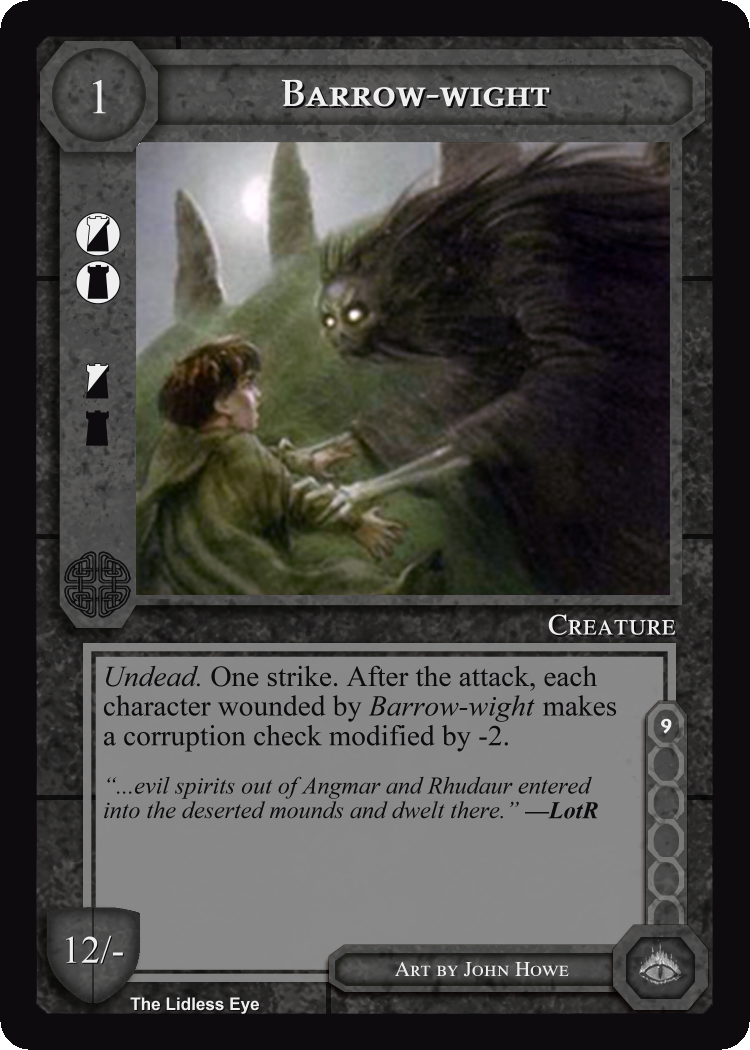 1
Barrow-wight
Creature
Undead. One strike. After the attack, each
character wounded by Barrow-wight makes
a corruption check modified by -2.
9
“...evil spirits out of Angmar and Rhudaur entered
into the deserted mounds and dwelt there.” —LotR
12/-
Art by John Howe
The Lidless Eye